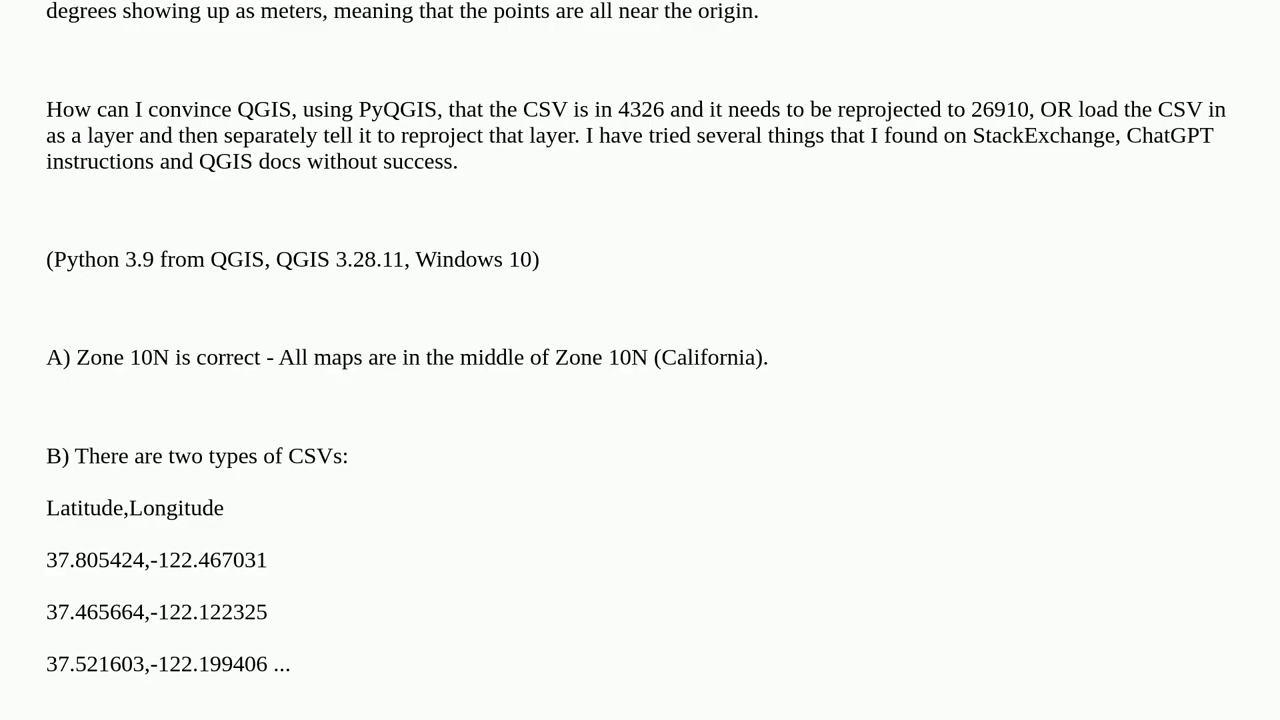 degrees showing up as meters, meaning that the points are all near the origin.
How can I convince QGIS, using PyQGIS, that the CSV is in 4326 and it needs to be reprojected to 26910, OR load the CSV in
as a layer and then separately tell it to reproject that layer. I have tried several things that I found on StackExchange, ChatGPT
instructions and QGIS docs without success.
(Python 3.9 from QGIS, QGIS 3.28.11, Windows 10)
A) Zone 10N is correct - All maps are in the middle of Zone 10N (California).
B) There are two types of CSVs:
Latitude,Longitude
37.805424,-122.467031
37.465664,-122.122325
37.521603,-122.199406 ...